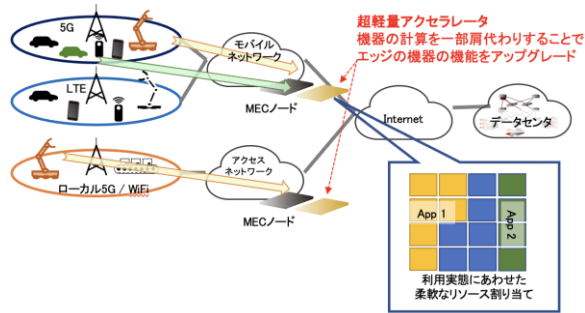 5G
LTE
ローカル5G / WiFi
モバイル
ネットワーク
MECノード
アクセス
ネットワーク
MECノード
超軽量アクセラレータ
機器の計算を一部肩代わりすることで
エッジの機器の機能をアップグレード
Internet
データセンタ
App 1
App 2
利用実態にあわせた
柔軟なリソース割り当て